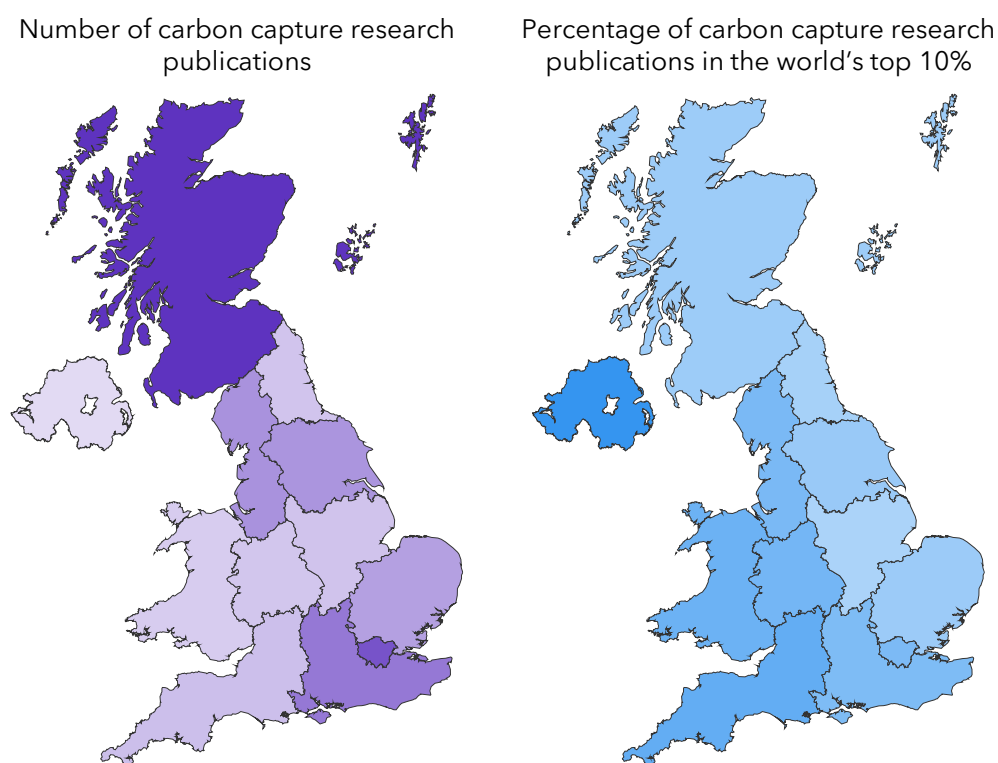 Number of carbon capture research
publications
Percentage of carbon capture research
publications in the world’s top 10%